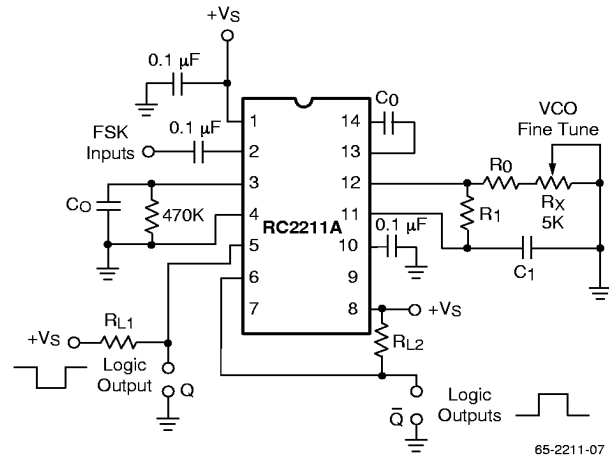 +VS
0.1 µF
0.1 µF
FSK
Inputs
CO
470K
1
2
3
4
5
6
7
RC2211A
14
13
12
11
10
9
8
C0
VCO
Fine Tune
R0
RX
5K
R1
0.1 µF
C1
+VS
RL2
+VS
RL1
Logic
Output
Q
Q̅
Logic
Outputs
65-2211-07